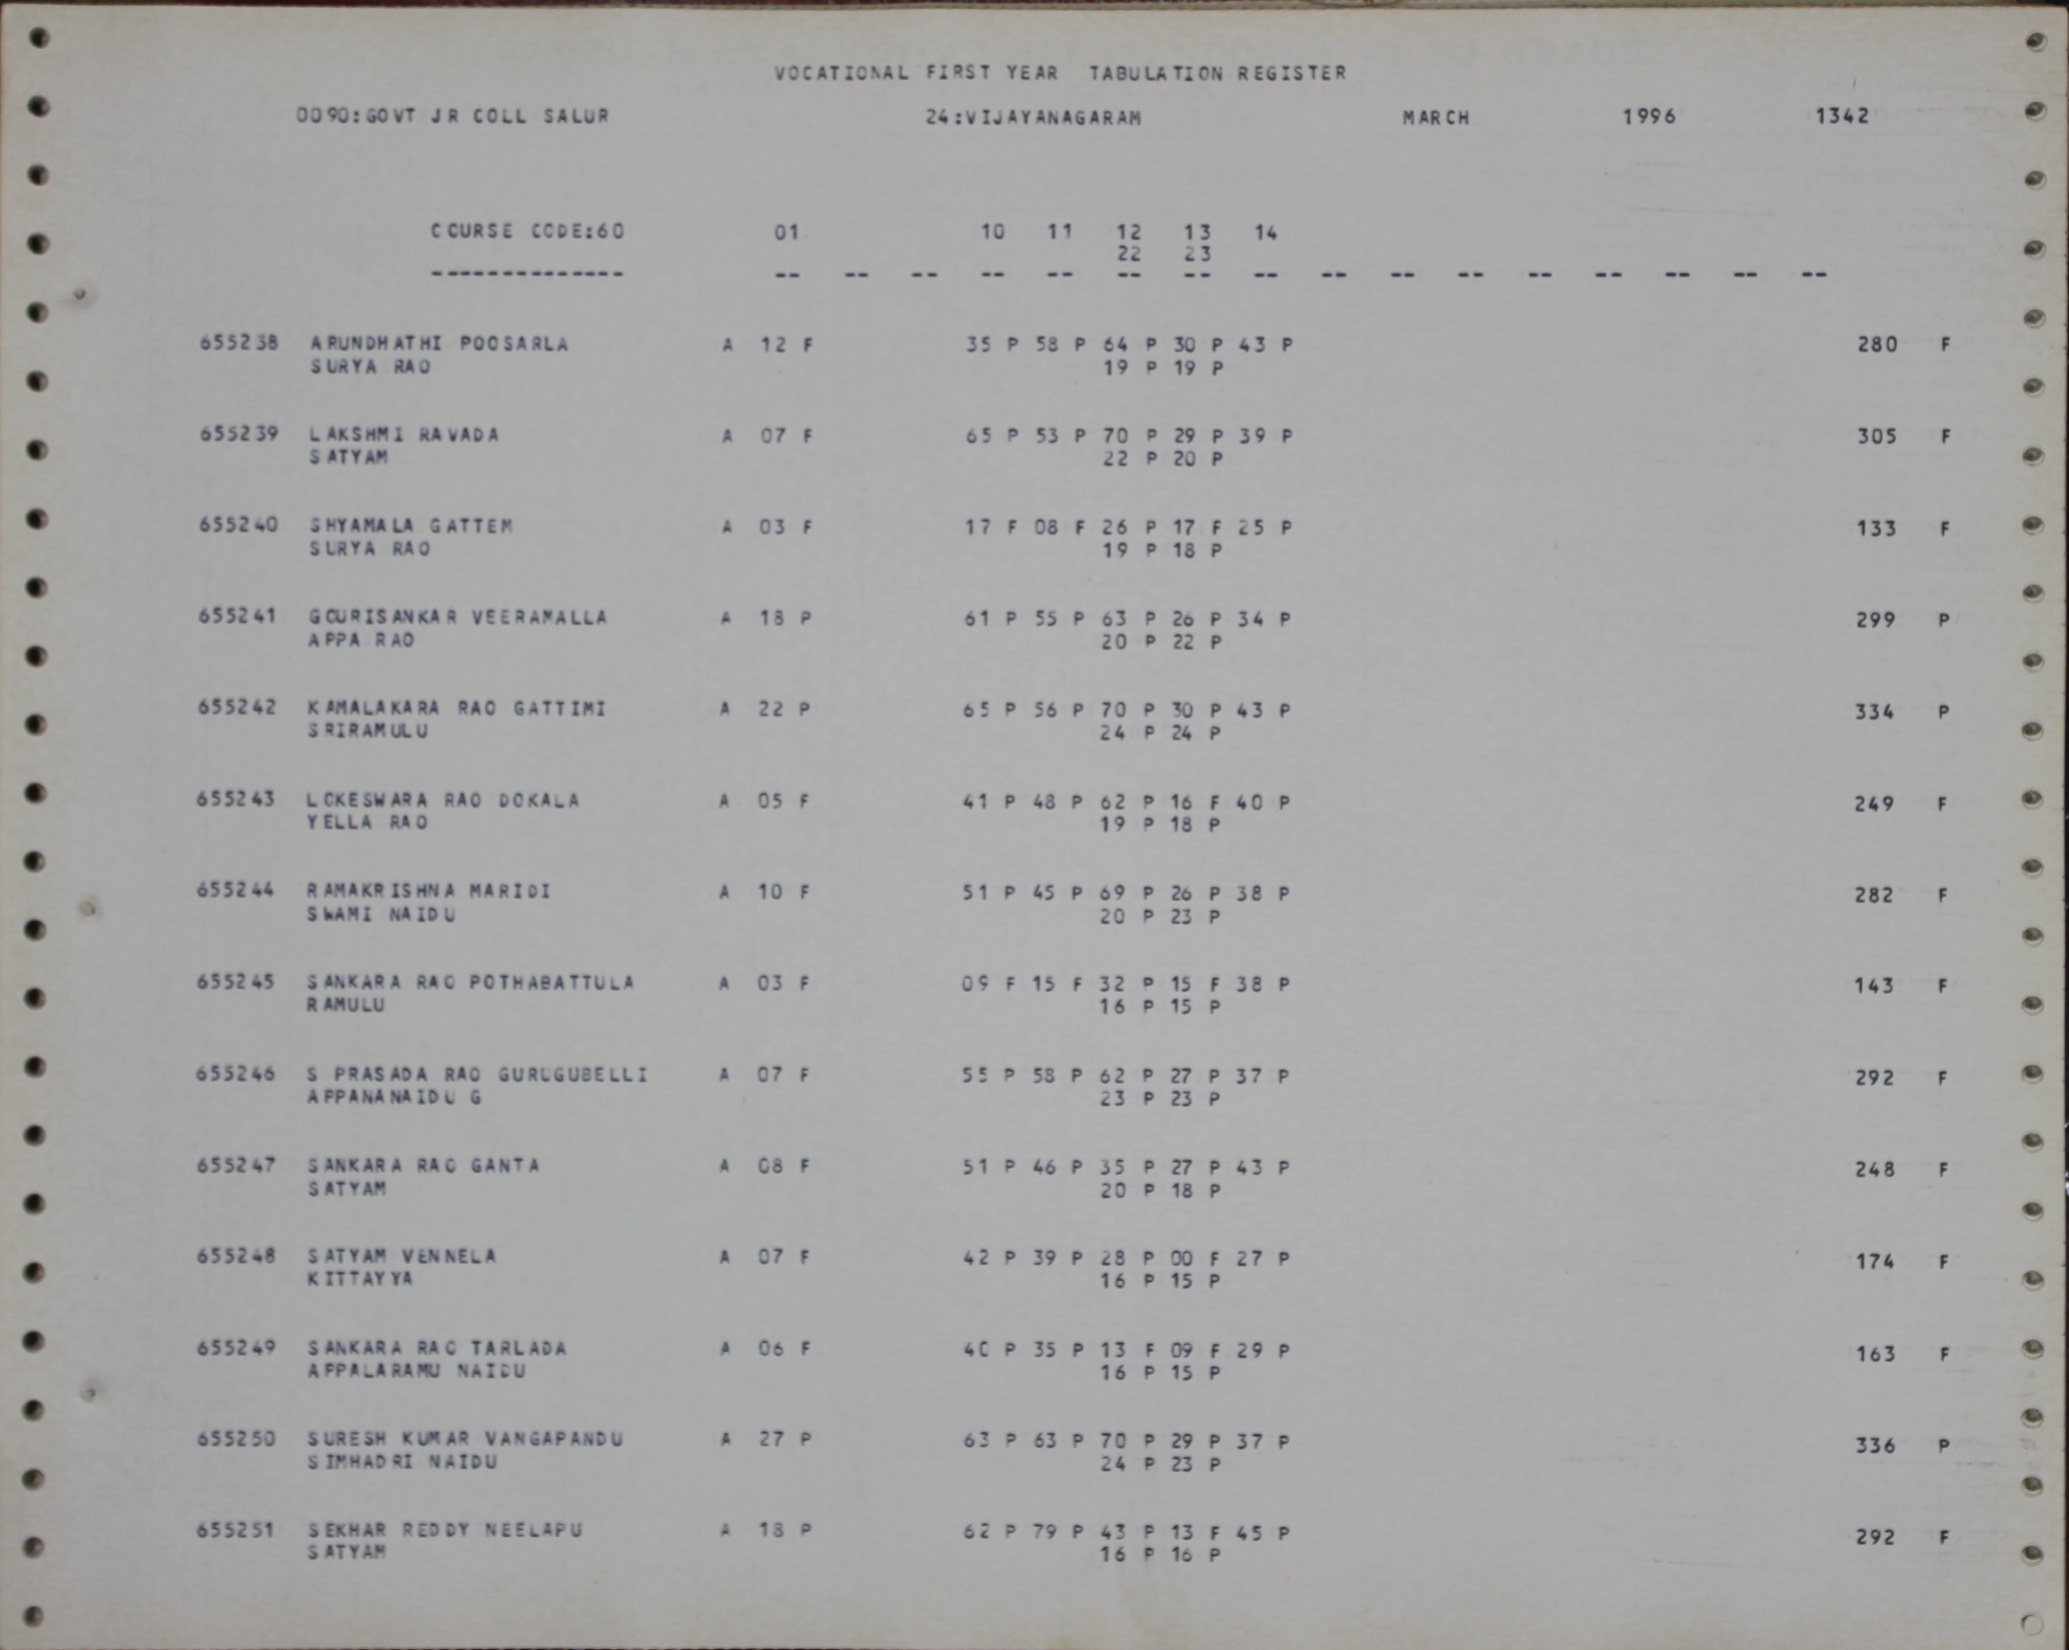 VOCATIONAL FIRST YEAR TABULATION REGISTER
0090:GOVT JR COLL SALUR 24:VIJAYANAGARAM MARCH 1996 1342
COURSE CODE:60 01 10 11 12 13 14
22 23
-------------- -- -- -- -- -- -- -- -- -- -- -- -- -- -- -- --
655238 ARUNDHATHI POOSARLA A 12 F 35 P 58 P 64 P 30 P 43 P 280 F
SURYA RAO 19 P 19 P
655239 LAKSHMI RAVADA A 07 F 65 P 53 P 70 P 29 P 39 P 305 F
SATYAM 22 P 20 P
655240 SHYAMALA GATTEM A 03 F 17 F 08 F 26 P 17 F 25 P 133 F
SURYA RAO 19 P 18 P
655241 GOURISANKAR VEERAMALLA A 18 P 61 P 55 P 63 P 26 P 34 P 299 P
APPA RAO 20 P 22 P
655242 KAMALAKARA RAO GATTIMI A 22 P 65 P 56 P 70 P 30 P 43 P 334 P
SRIRAMULU 24 P 24 P
655243 LOKESWARA RAO DOKALA A 05 F 41 P 48 P 62 P 16 F 40 P 249 F
YELLA RAO 19 P 18 P
655244 RAMAKRISHNA MARIDI A 10 F 51 P 45 P 69 P 26 P 38 P 282 F
SWAMI NAIDU 20 P 23 P
655245 SANKARA RAO POTHABATTULA A 03 F 09 F 15 F 32 P 15 F 38 P 143 F
RAMULU 16 P 15 P
655246 S PRASADA RAO GURUGUBELLI A 07 F 55 P 58 P 62 P 27 P 37 P 292 F
APPANANAIDU G 23 P 23 P
655247 SANKARA RAO GANTA A 08 F 51 P 46 P 35 P 27 P 43 P 248 F
SATYAM 20 P 18 P
655248 SATYAM VENNELA A 07 F 42 P 39 P 28 P 00 F 27 P 174 F
KITTAYYA 16 P 15 P
655249 SANKARA RAO TARLADA A 06 F 40 P 35 P 13 F 09 F 29 P 163 F
APPALARAMU NAIDU 16 P 15 P
655250 SURESH KUMAR VANGAPANDU A 27 P 63 P 63 P 70 P 29 P 37 P 336 P
SIMHADRI NAIDU 24 P 23 P
655251 SEKHAR REDDY NEELAPU A 18 P 62 P 79 P 43 P 13 F 45 P 292 F
SATYAM 16 P 16 P